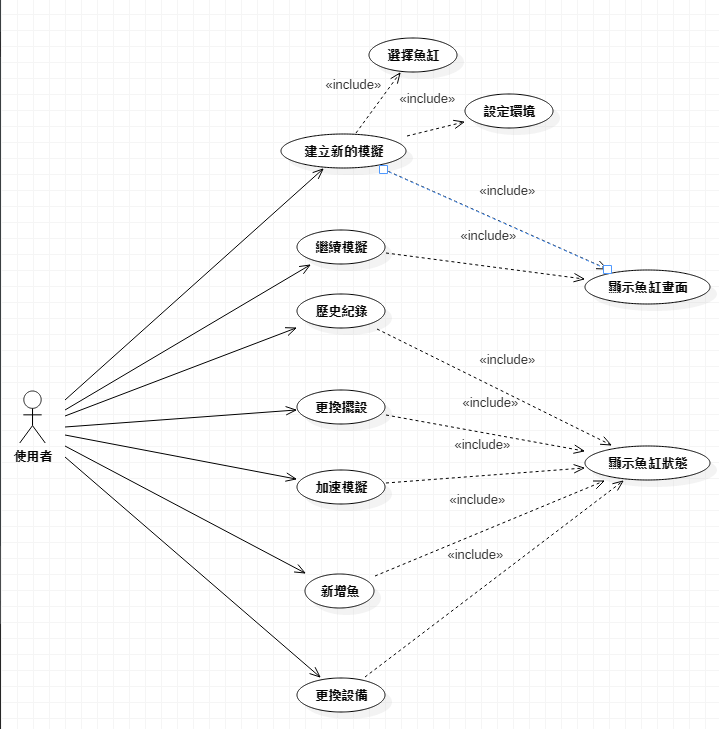 選擇魚缸
«include»
«include»
設定環境
建立新的模擬
«include»
«include»
繼續模擬
顯示魚缸畫面
歷史紀錄
«include»
«include»
更換擺設
«include»
使用者
顯示魚缸狀態
加速模擬
«include»
«include»
新增魚
更換設備